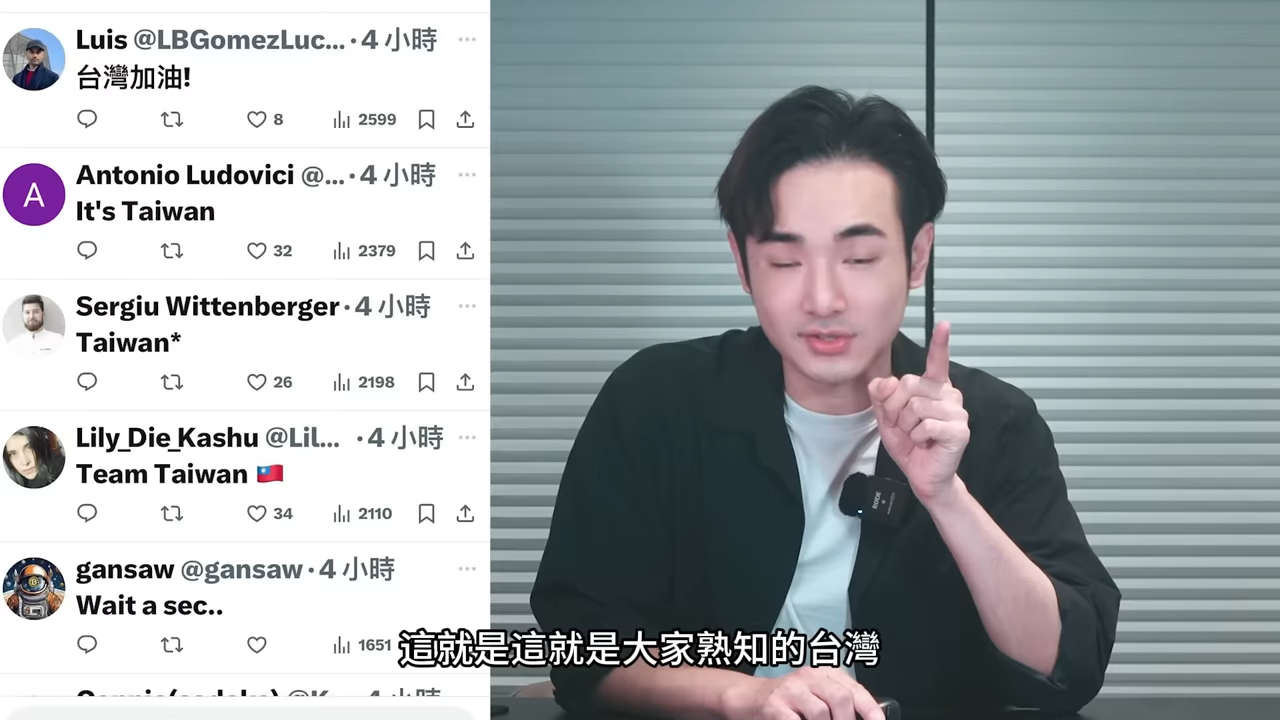 Luis @LBGomezLuc... · 4 小時
台灣加油!
8 2599
A
Antonio Ludovici @... · 4 小時
It's Taiwan
32 2379
Sergiu Wittenberger · 4 小時
Taiwan*
26 2198
Lily_Die_Kashu @Lil... · 4 小時
Team Taiwan 🇹🇼
34 2110
gansaw @gansaw · 4 小時
Wait a sec..
1651
RODE
這就是這就是大家熟知的台灣